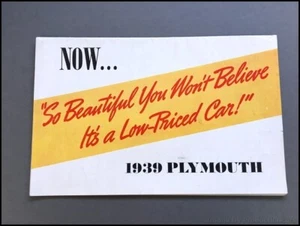 NOW...
"So Beautiful You Won't Believe
It's a Low-Priced Car!"
1939 PLYMOUTH